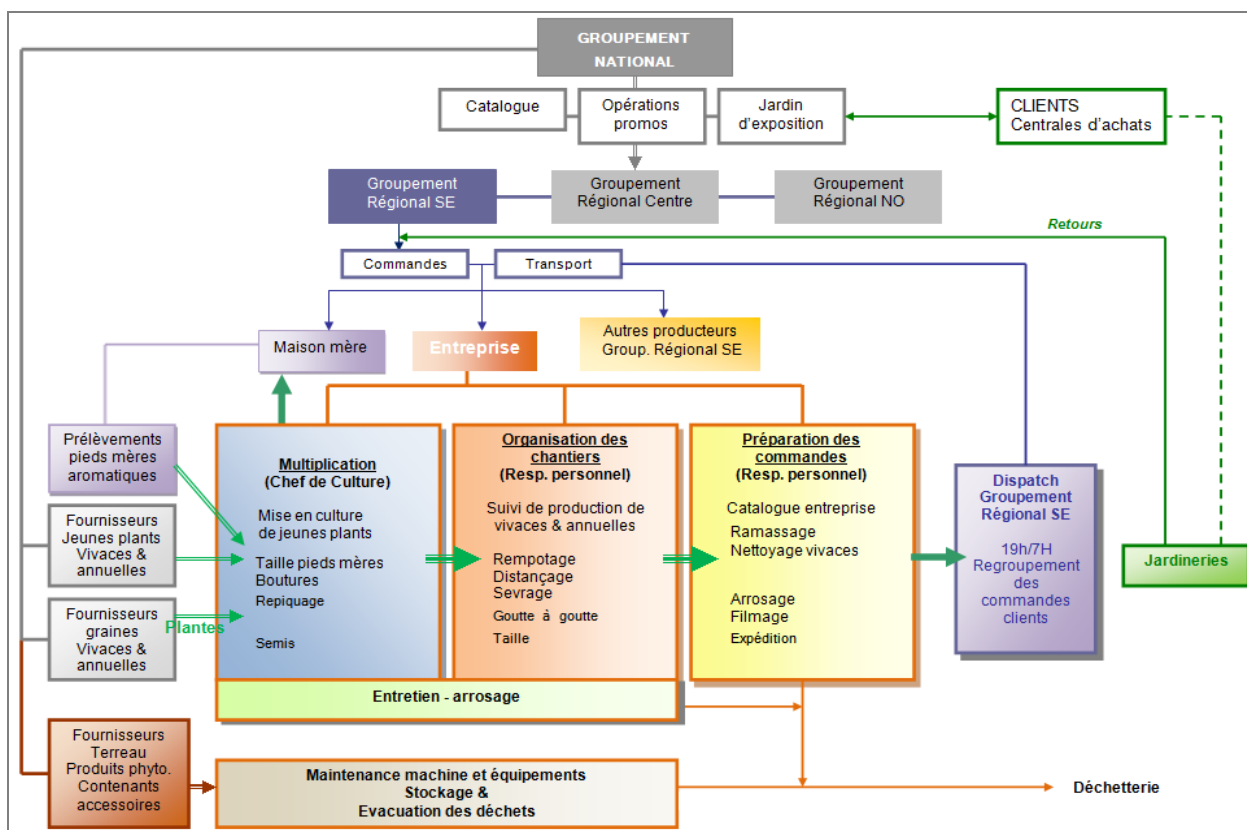 GROUPEMENT
NATIONAL
Catalogue
Opérations
promos
Jardin
d'exposition
CLIENTS
Centrales d'achats
Groupement
Régional SE
Groupement
Régional Centre
Groupement
Régional NO
Retours
Commandes
Transport
Maison mère
Entreprise
Autres producteurs
Group. Régional SE
Prélèvements
pieds mères
aromatiques
Fournisseurs
Jeunes plants
Vivaces &
annuelles
Fournisseurs
graines
Vivaces &
annuelles
Plantes
Multiplication
(Chef de Culture)
Mise en culture
de jeunes plants
Taille pieds mères
Boutures
Repiquage
Semis
Organisation des
chantiers
(Resp. personnel)
Suivi de production de
vivaces & annuelles
Rempotage
Distançage
Sevrage
Goutte à goutte
Taille
Préparation des
commandes
(Resp. personnel)
Catalogue entreprise
Ramassage
Nettoyage vivaces
Arrosage
Filmage
Expédition
Dispatch
Groupement
Régional SE
19h/7H
Regroupement
des
commandes
clients
Jardineries
Entretien - arrosage
Fournisseurs
Terreau
Produits phyto.
Contenants
accessoires
Maintenance machine et équipements
Stockage &
Evacuation des déchets
Déchetterie